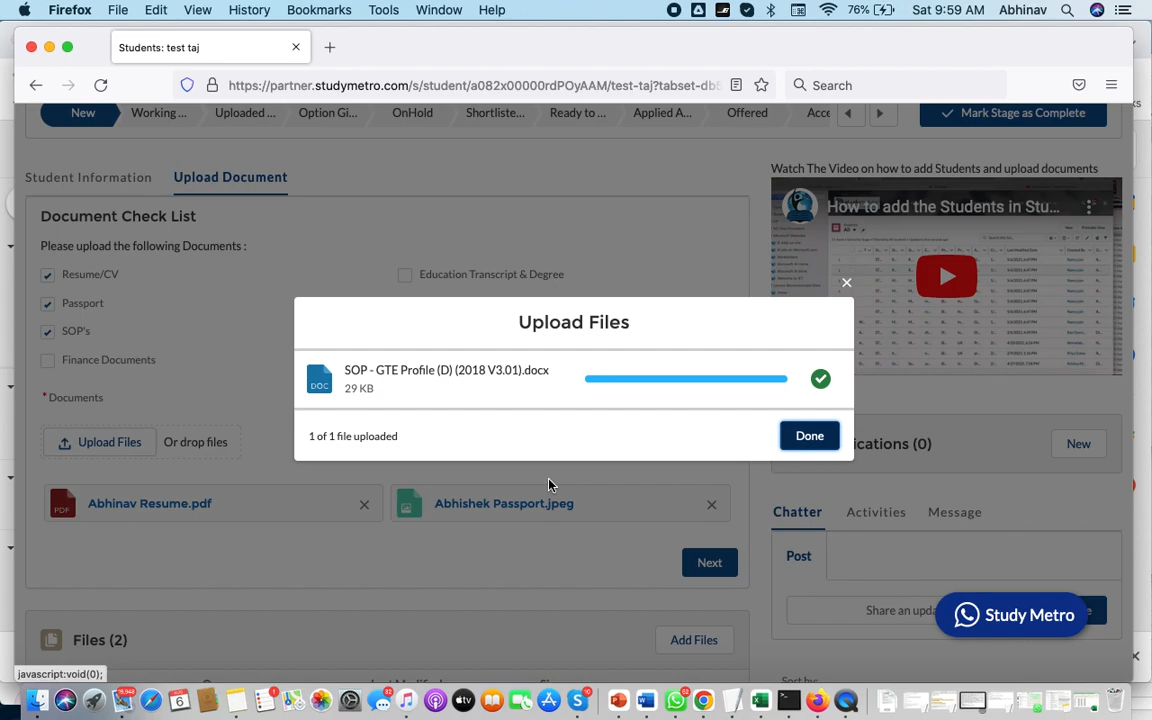 Firefox File Edit View History Bookmarks Tools Window Help 76% Sat 9:59 AM Abhinav
Students: test taj
https://partner.studymetro.com/s/student/a082x00000rdPOyAAM/test-taj?tabset-db5 Search
New Working ... Uploaded ... Option Gi... OnHold Shortliste... Ready to ... Applied A... Offered Acce Mark Stage as Complete
Student Information Upload Document
Watch The Video on how to add Students and upload documents
How to add the Students in Stu...
Document Check List
Please upload the following Documents :
Resume/CV Education Transcript & Degree
Passport
SOP's
Finance Documents
*Documents
Upload Files Or drop files
Upload Files
DOC
SOP - GTE Profile (D) (2018 V3.01).docx
29 KB
1 of 1 file uploaded Done
ications (0) New
PDF Abhinav Resume.pdf Abhishek Passport.jpeg
Next
Chatter Activities Message
Post
Share an upda
Study Metro
Files (2) Add Files
javascript:void(0);